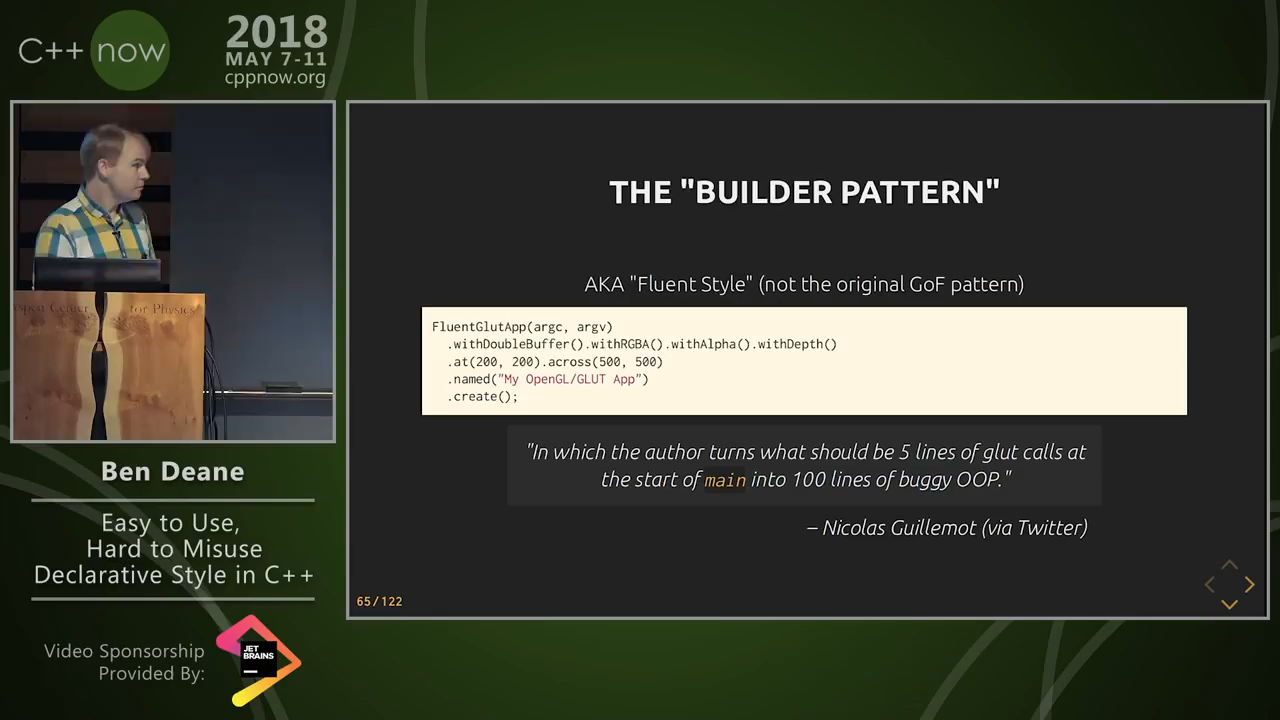 C++ now
2018
MAY 7-11
cppnow.org
THE "BUILDER PATTERN"
AKA "Fluent Style" (not the original GoF pattern)
FluentGlutApp(argc, argv)
.withDoubleBuffer().withRGBA().withAlpha().withDepth()
.at(200, 200).across(500, 500)
.named("My OpenGL/GLUT App")
.create();
"In which the author turns what should be 5 lines of glut calls at
the start of main into 100 lines of buggy OOP."
– Nicolas Guillemot (via Twitter)
65/122
spen Center for Physics
Ben Deane
Easy to Use,
Hard to Misuse
Declarative Style in C++
Video Sponsorship
Provided By:
JET
BRAINS